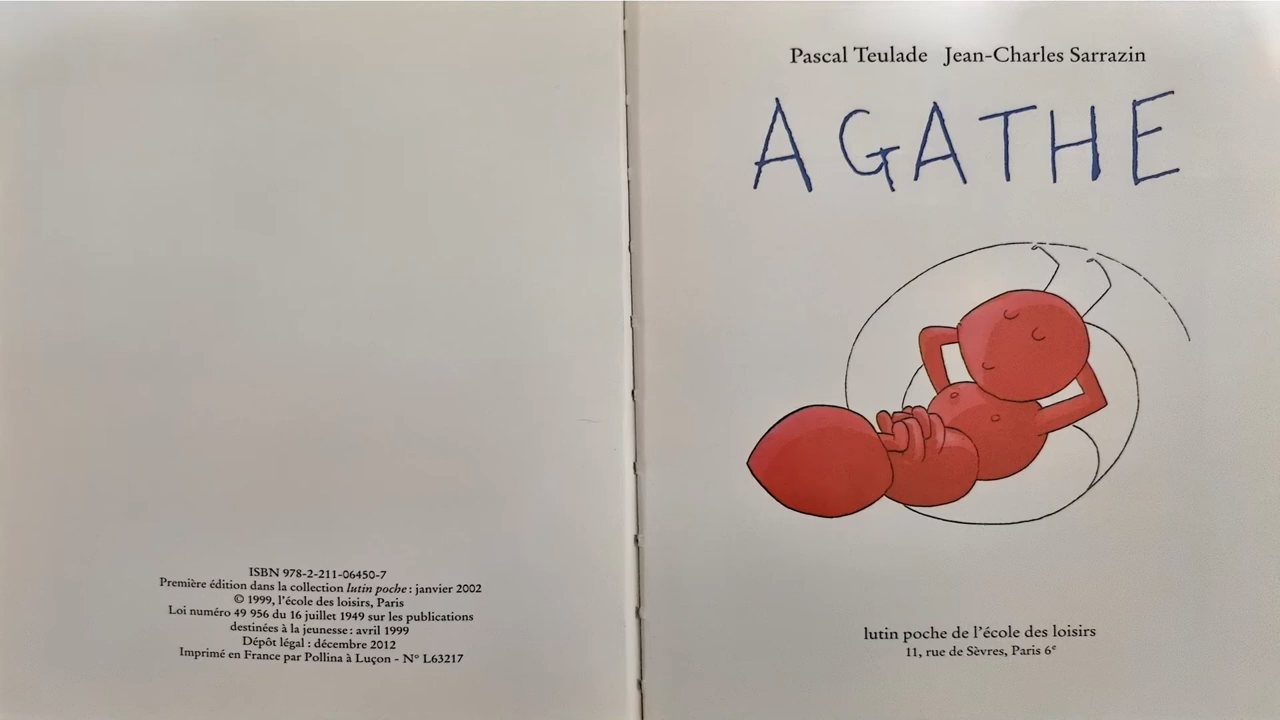 ISBN 978-2-211-06450-7
Première édition dans la collection lutin poche : janvier 2002
© 1999, l'école des loisirs, Paris
Loi numéro 49 956 du 16 juillet 1949 sur les publications
destinées à la jeunesse : avril 1999
Dépôt légal : décembre 2012
Imprimé en France par Pollina à Luçon - N° L63217
Pascal Teulade Jean-Charles Sarrazin
AGATHE
lutin poche de l'école des loisirs
11, rue de Sèvres, Paris 6e